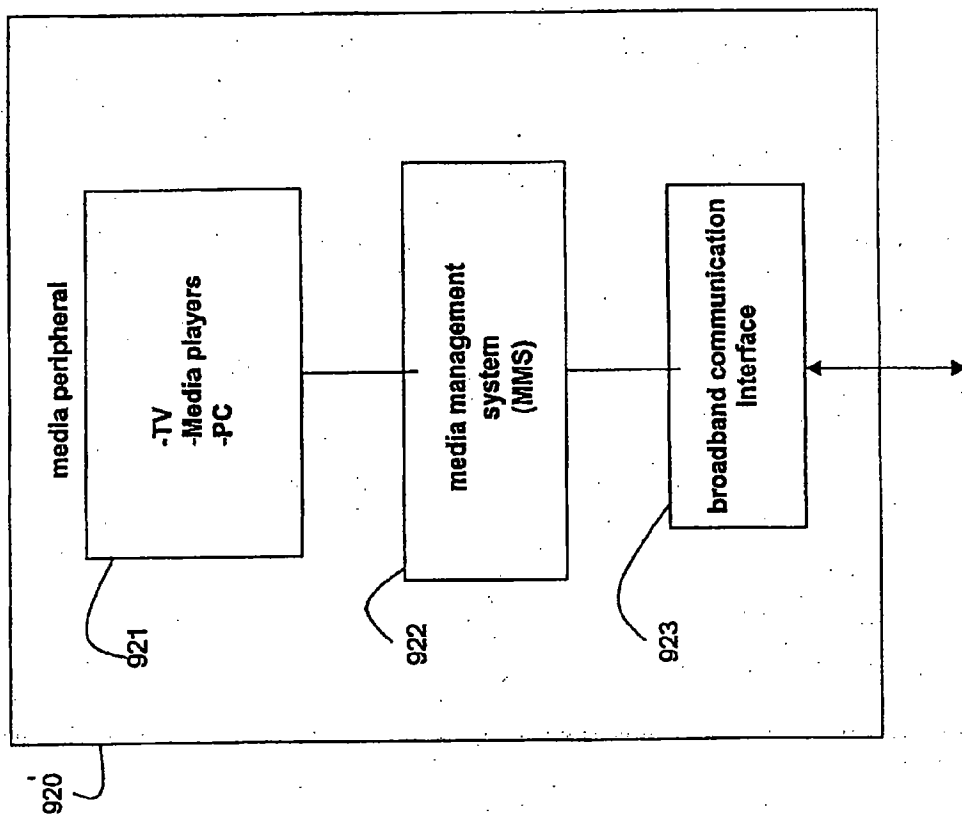 media peripheral
-TV
-Media players
-PC
921
media management
system
(MMS)
922
broadband communication
Interface
923
920'